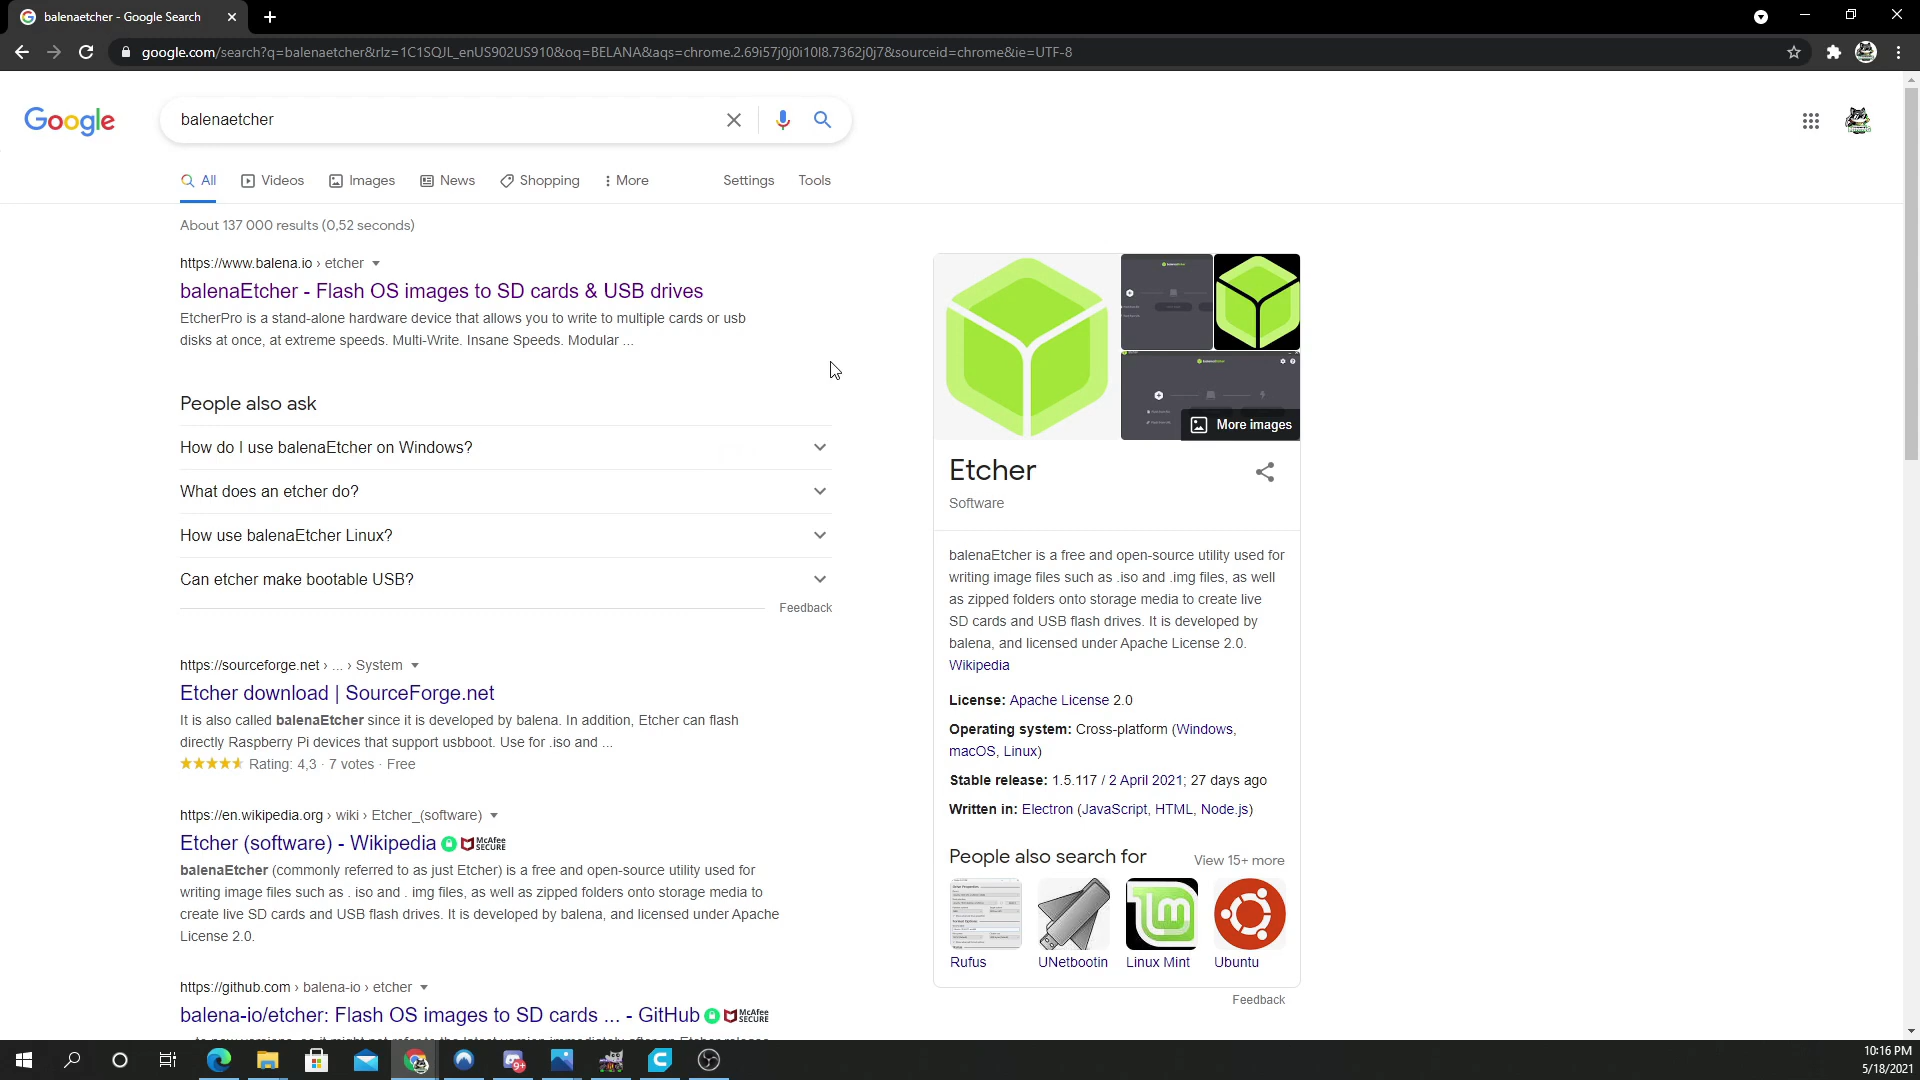 balenaetcher - Google Search
google.com/search?q=balenaetcher&rlz=1C1SQJL_enUS902US910&oq=BELANA&aqs=chrome.2.69i57j0j0i10l8.7362j0j7&sourceid=chrome&ie=UTF-8
Google
balenaetcher
All Videos Images News Shopping More Settings Tools
About 137 000 results (0,52 seconds)
https://www.balena.io › etcher
balenaEtcher - Flash OS images to SD cards & USB drives
EtcherPro is a stand-alone hardware device that allows you to write to multiple cards or usb
disks at once, at extreme speeds. Multi-Write. Insane Speeds. Modular ...
People also ask
How do I use balenaEtcher on Windows?
What does an etcher do?
How use balenaEtcher Linux?
Can etcher make bootable USB?
Feedback
https://sourceforge.net › ... › System
Etcher download | SourceForge.net
It is also called balenaEtcher since it is developed by balena. In addition, Etcher can flash
directly Raspberry Pi devices that support usbboot. Use for .iso and ...
Rating: 4,3 · 7 votes · Free
https://en.wikipedia.org › wiki › Etcher_(software)
Etcher (software) - Wikipedia McAfee SECURE
balenaEtcher (commonly referred to as just Etcher) is a free and open-source utility used for
writing image files such as . iso and . img files, as well as zipped folders onto storage media to
create live SD cards and USB flash drives. It is developed by balena, and licensed under Apache
License 2.0.
https://github.com › balena-io › etcher
balena-io/etcher: Flash OS images to SD cards ... - GitHub McAfee SECURE
More images
Etcher
Software
balenaEtcher is a free and open-source utility used for
writing image files such as .iso and .img files, as well
as zipped folders onto storage media to create live
SD cards and USB flash drives. It is developed by
balena, and licensed under Apache License 2.0.
Wikipedia
License: Apache License 2.0
Operating system: Cross-platform (Windows,
macOS, Linux)
Stable release: 1.5.117 / 2 April 2021; 27 days ago
Written in: Electron (JavaScript, HTML, Node.js)
People also search for View 15+ more
Rufus UNetbootin Linux Mint Ubuntu
Feedback
9+
10:16 PM
5/18/2021